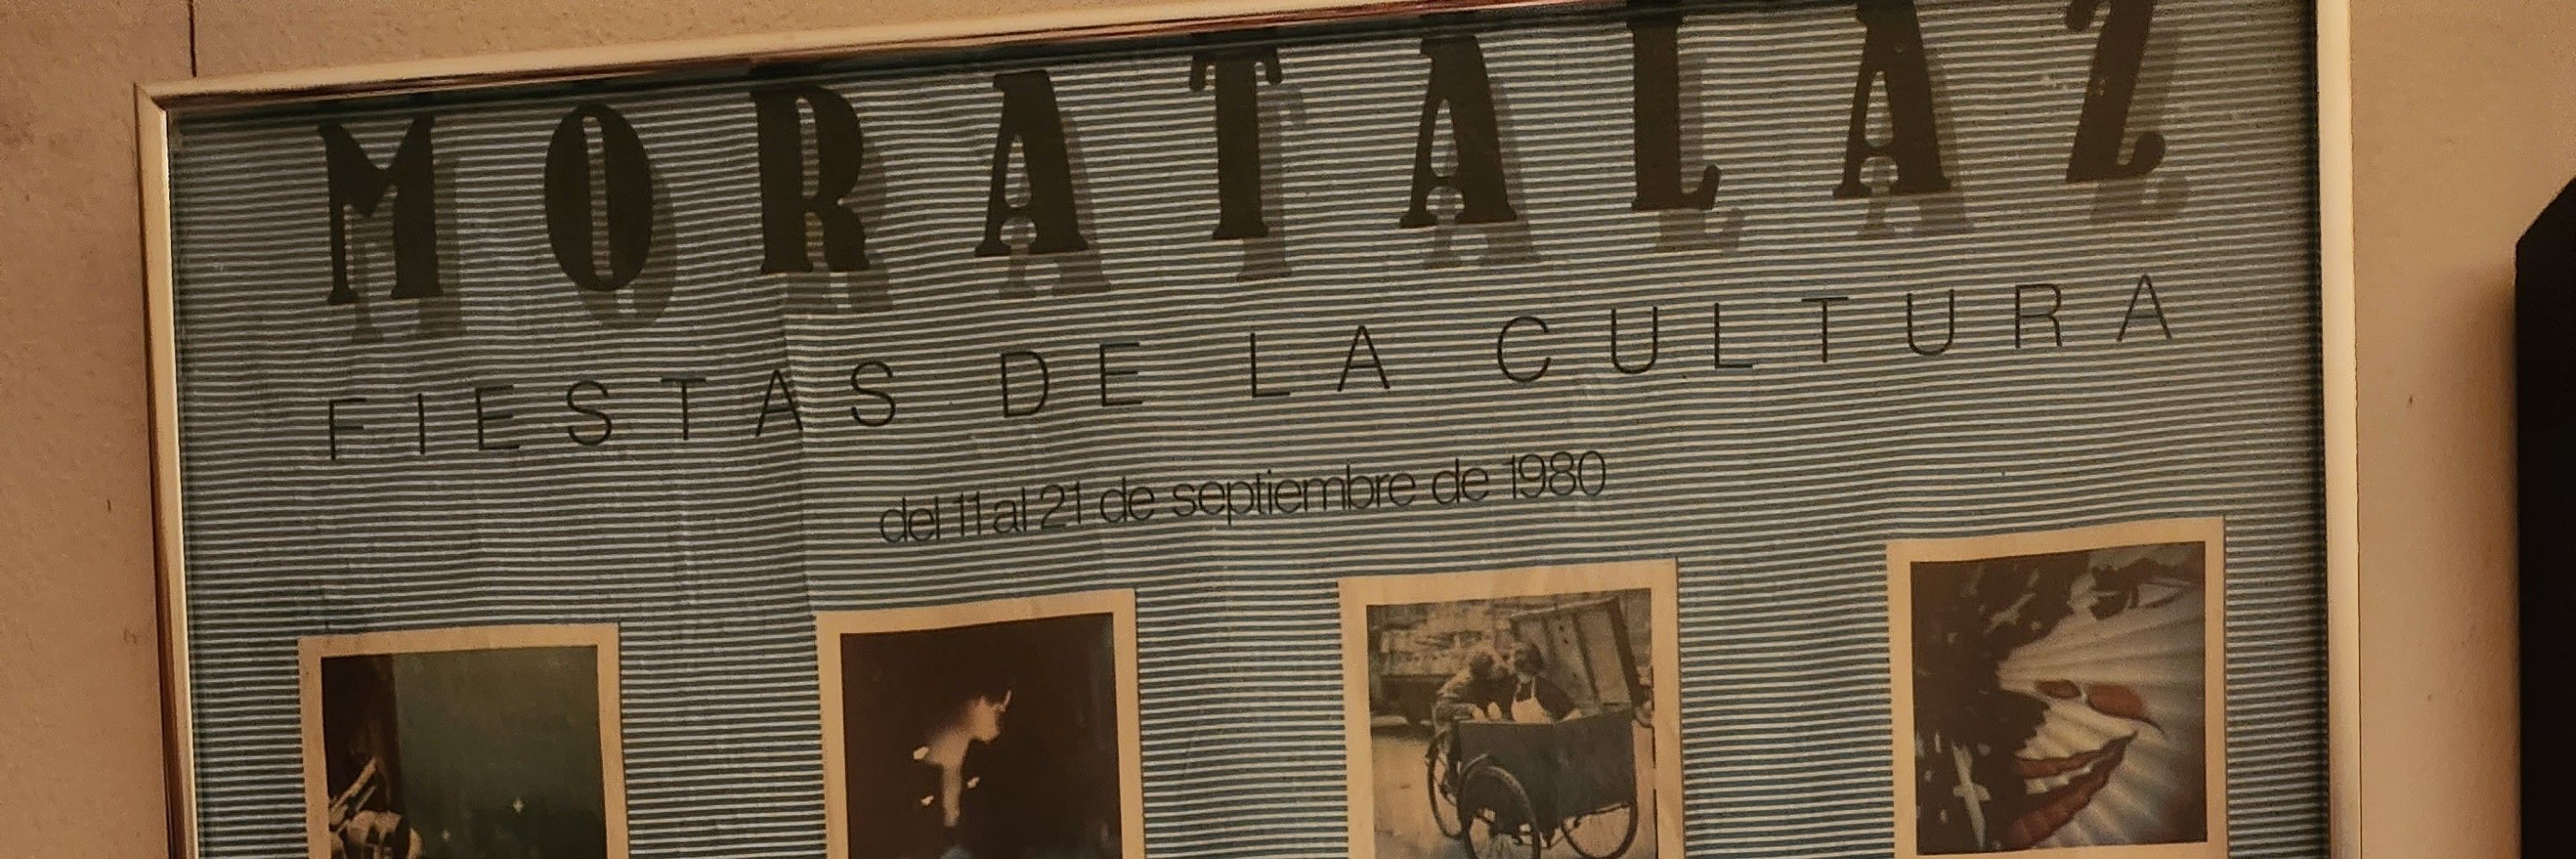 MORATALAZ
FIESTAS DE LA CULTURA
del 11 al 21 de septiembre de 1980